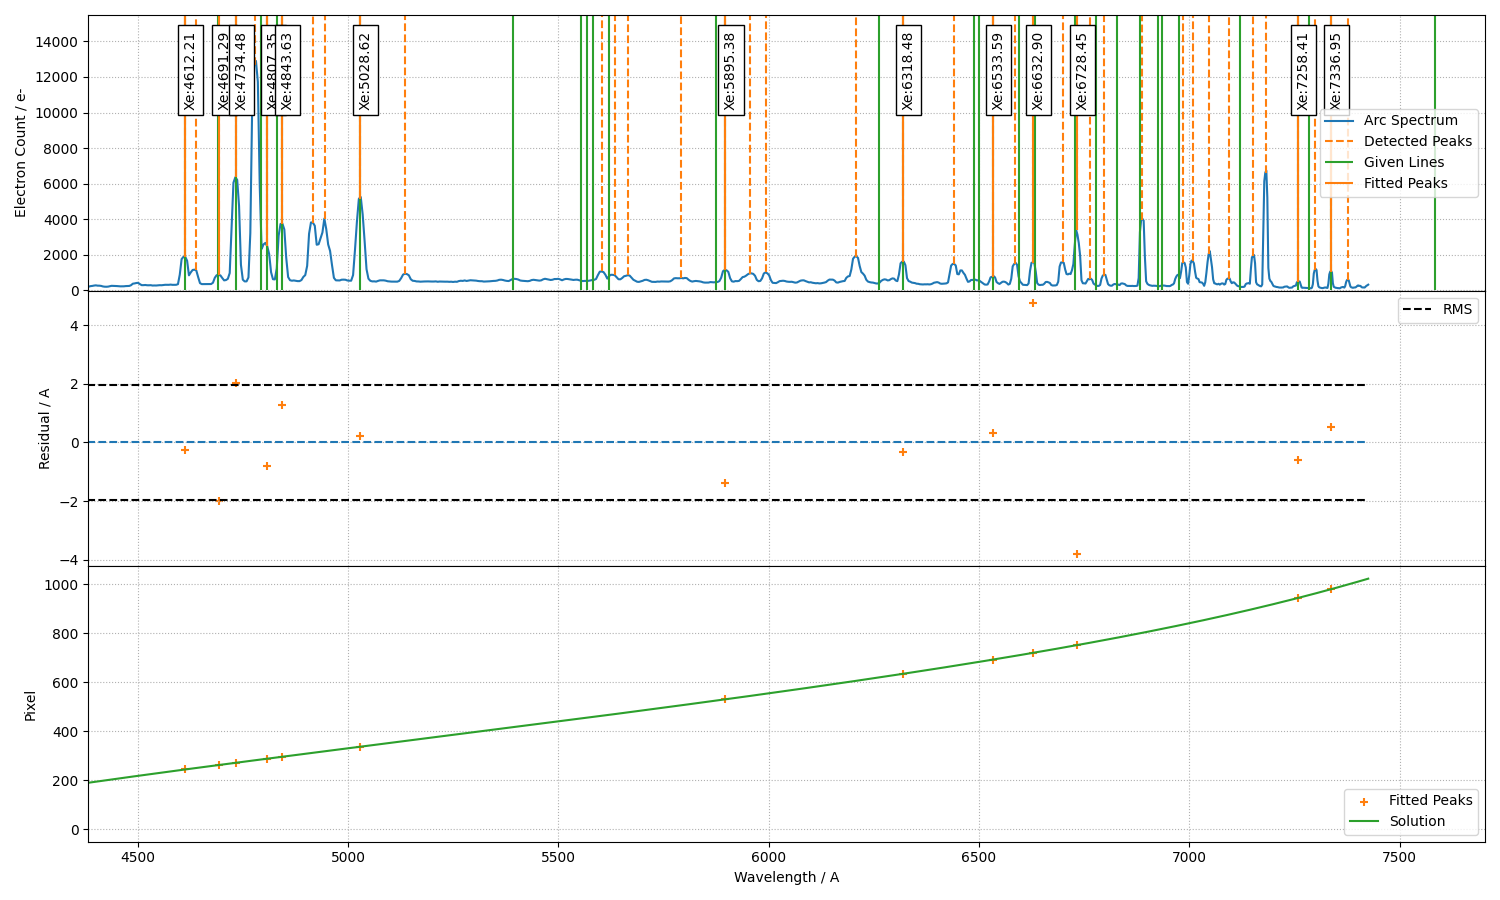 Xe:4612.21
Xe:4691.29
Xe:4734.48
Xe:4807.35
Xe:4843.63
Xe:5028.62
Xe:5895.38
Xe:6318.48
Xe:6533.59
Xe:6632.90
Xe:6728.45
Xe:7258.41
Xe:7336.95
Electron Count / e-
14000
12000
10000
8000
6000
4000
2000
0
Arc Spectrum
Detected Peaks
Given Lines
Fitted Peaks
Residual / A
4
2
0
−2
−4
RMS
Pixel
1000
800
600
400
200
0
Fitted Peaks
Solution
4500 5000 5500 6000 6500 7000 7500
Wavelength / A